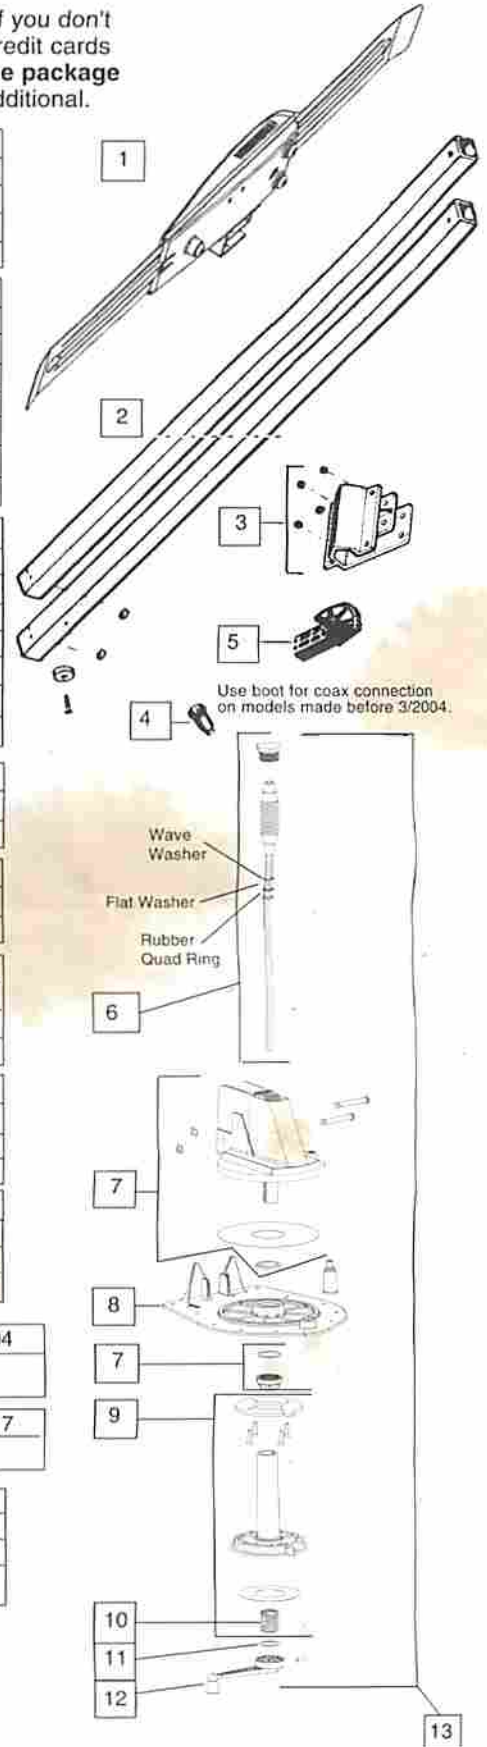 f you don't
redit cards
e package
dditional.
1
2
3
5
Use boot for coax connection
on models made before 3/2004.
4
Wave
Washer
Flat Washer
Rubber
Quad Ring
6
7
8
4
7
7
9
10
11
12
13